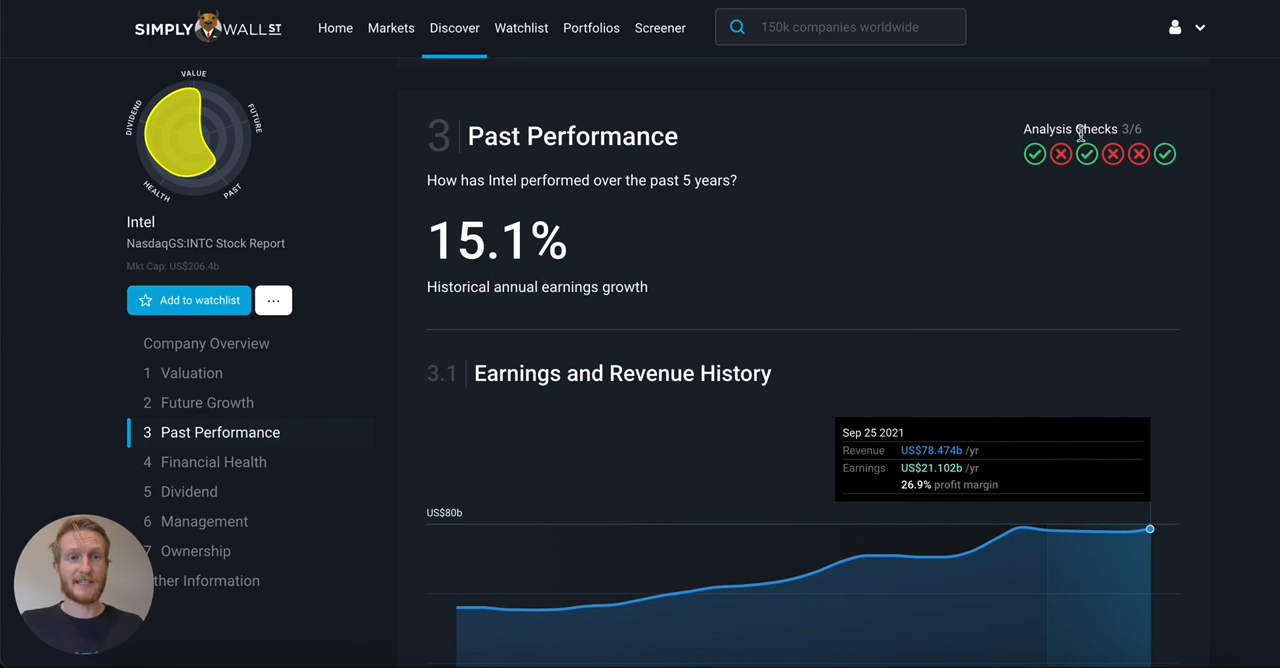 SIMPLY WALL ST
Home Markets Discover Watchlist Portfolios Screener
150k companies worldwide
VALUE
FUTURE
PAST
HEALTH
DIVIDEND
Intel
NasdaqGS:INTC Stock Report
Mkt Cap: US$206.4b
Add to watchlist
...
Company Overview
1 Valuation
2 Future Growth
3 Past Performance
4 Financial Health
5 Dividend
6 Management
7 Ownership
ther Information
3 Past Performance
Analysis Checks 3/6
How has Intel performed over the past 5 years?
15.1%
Historical annual earnings growth
3.1 Earnings and Revenue History
Sep 25 2021
Revenue US$78.474b /yr
Earnings US$21.102b /yr
26.9% profit margin
US$80b